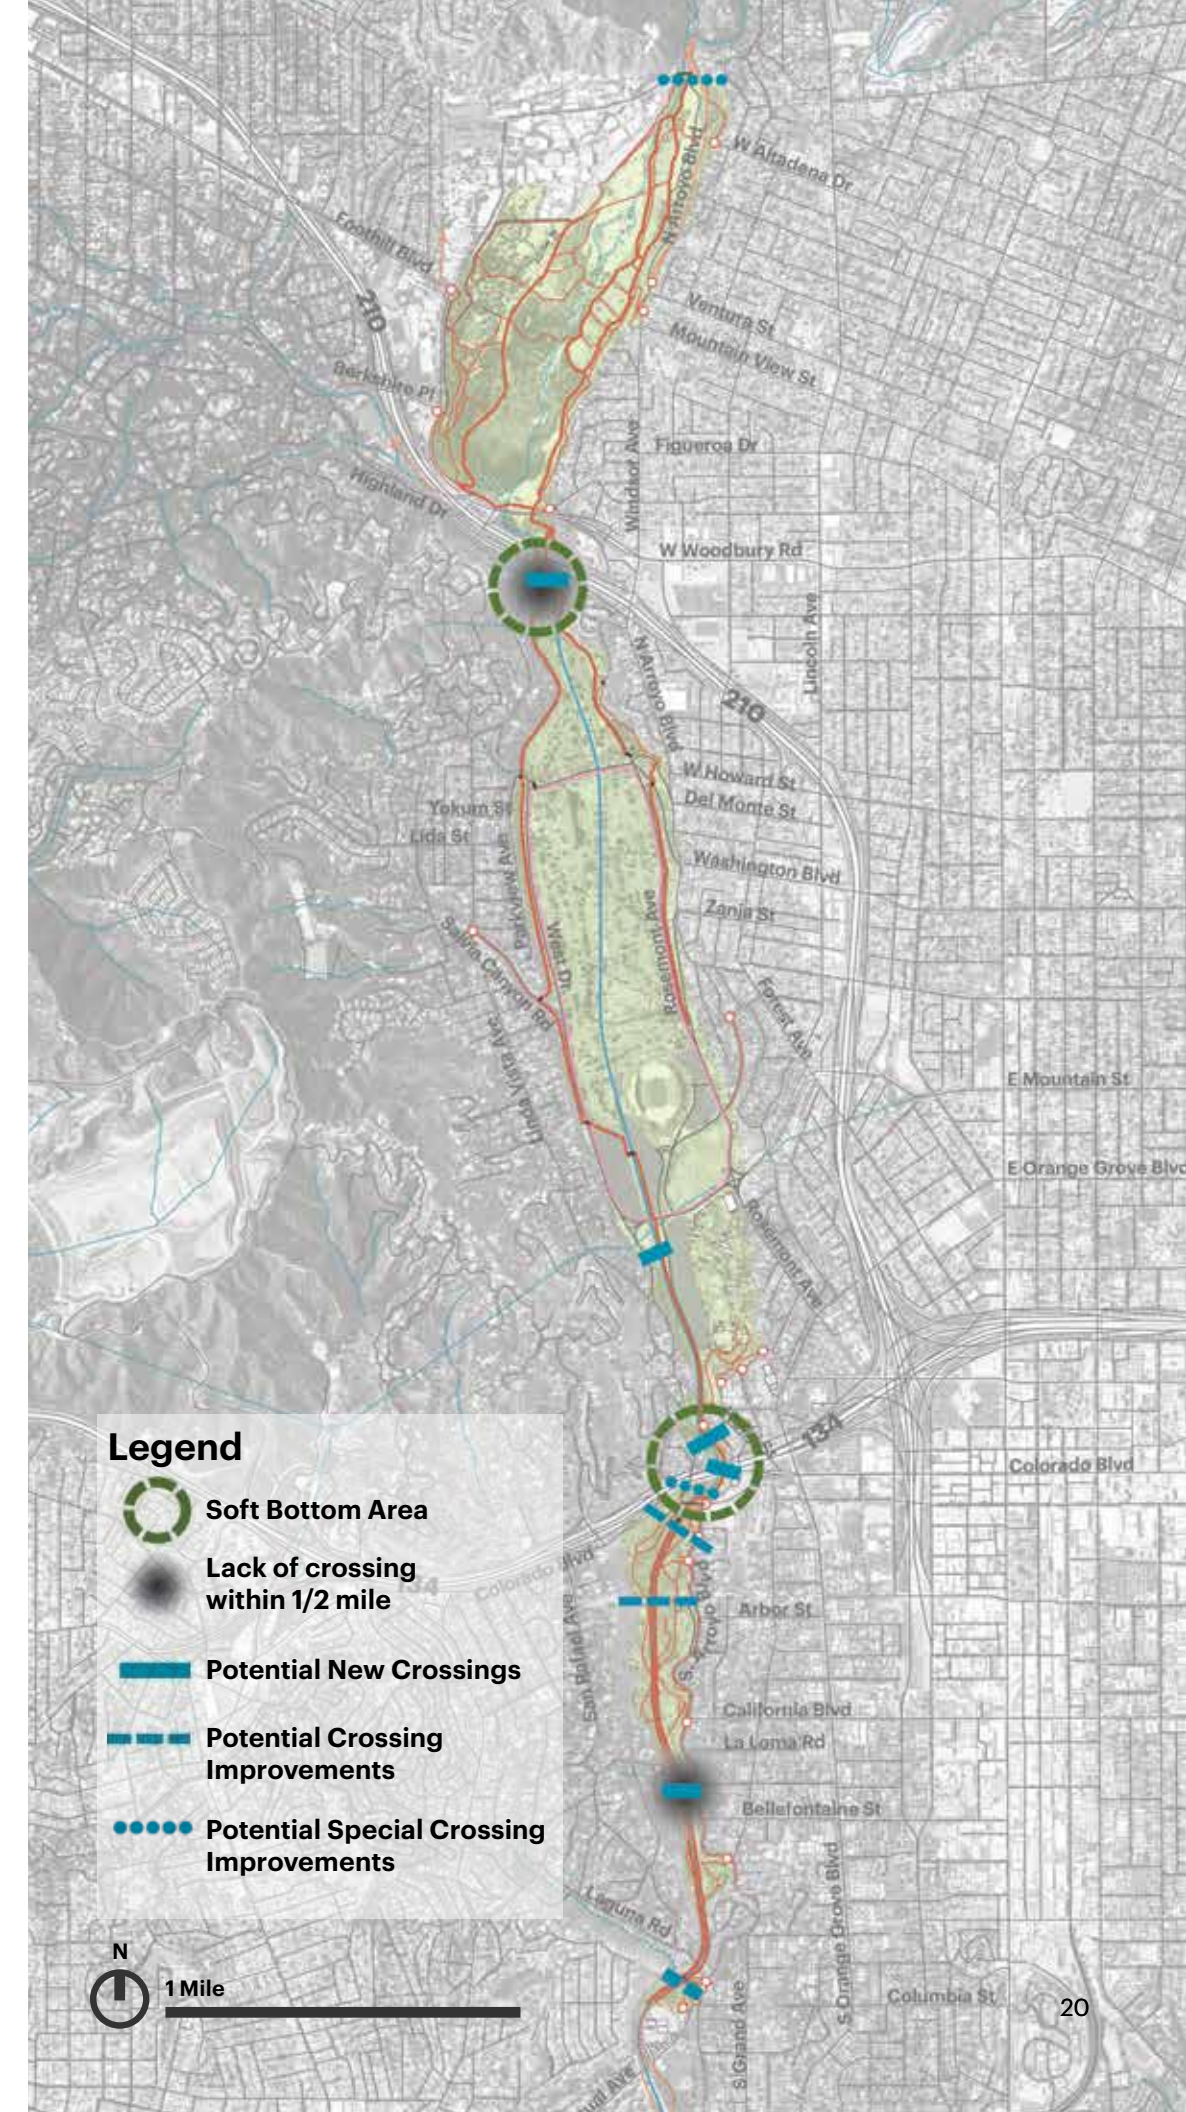 W Altadena Dr
N Arroyo Blvd
Foothill Blvd
210
Ventura St
Mountain View St
Berkshire Pl
Windsor Ave
Figueroa Dr
Highland Dr
W Woodbury Rd
Lincoln Ave
N Arroyo Blvd
210
W Howard St
Del Monte St
Yokum St
Lida St
Parkview Ave
Washington Blvd
Zanja St
Rosemont Ave
West Dr
Salvia Canyon Rd
Forest Ave
Linda Vista Ave
E Mountain St
E Orange Grove Blvd
Rosemont Ave
134
Colorado Blvd
Legend
Soft Bottom Area
Lack of crossing
within 1/2 mile
Potential New Crossings
Potential Crossing
Improvements
Potential Special Crossing
Improvements
Colorado Blvd
S. Arroyo Blvd
Arbor St
San Rafael Ave
California Blvd
La Loma Rd
Bellefontaine St
S Orange Grove Blvd
Laguna Rd
S Grand Ave
Columbia St
N
1 Mile
20